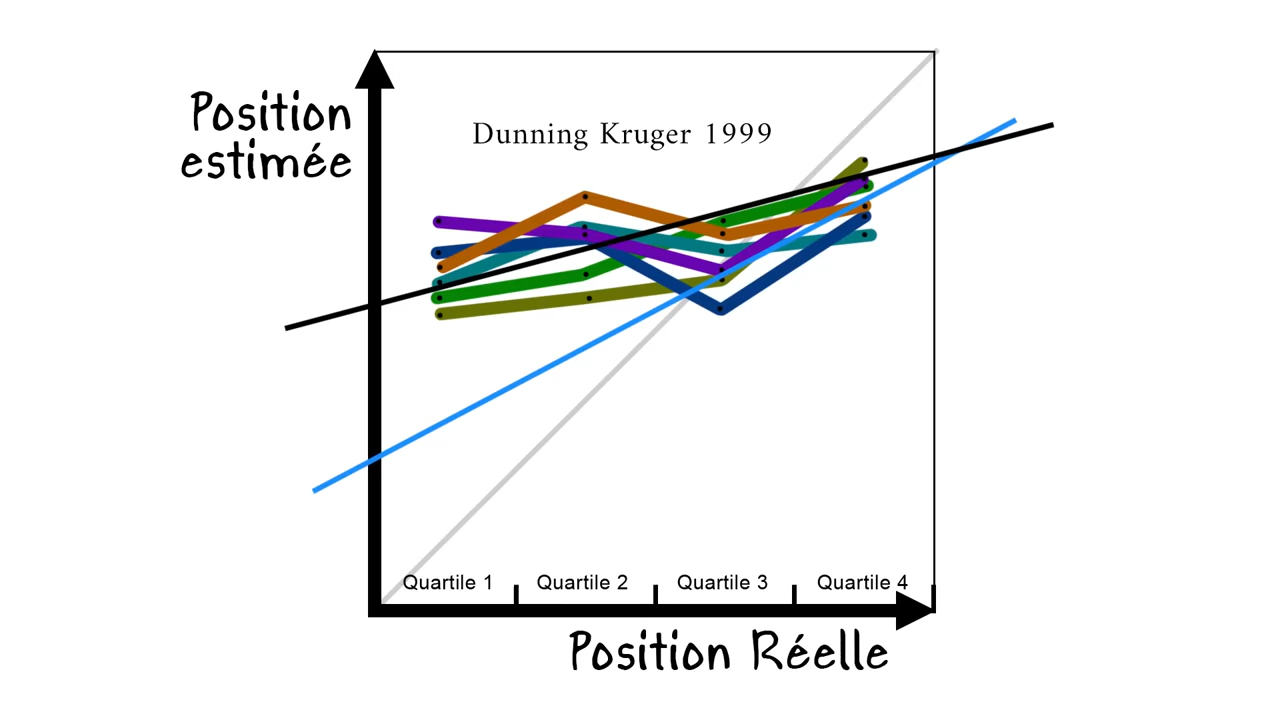 Position
estimée
Dunning Kruger 1999
Quartile 1
Quartile 2
Quartile 3
Quartile 4
Position Réelle